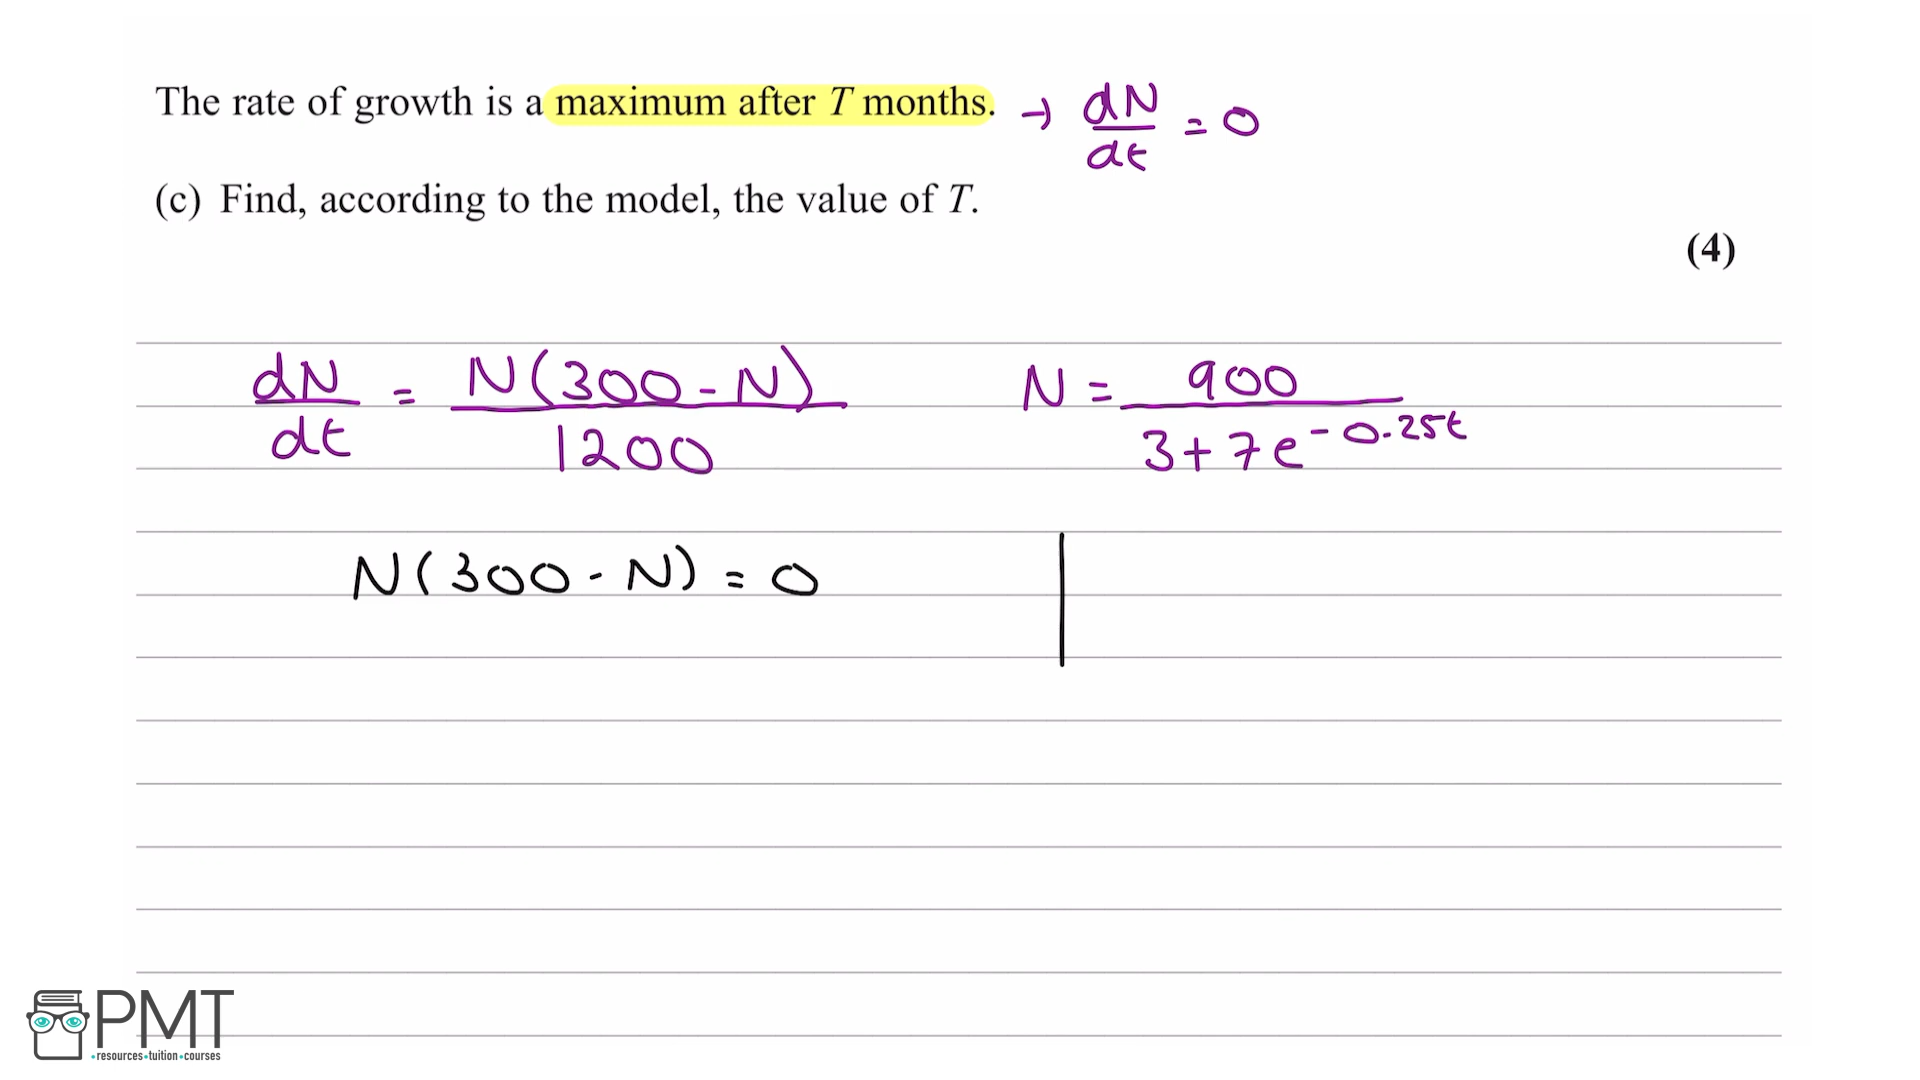 The rate of growth is a maximum after T months. → dN/dt = 0
(c) Find, according to the model, the value of T.
(4)
dN/dt = N(300 - N)/1200    N = 900/(3 + 7e^(-0.25t))
N(300 - N) = 0
PMT
•resources•tuition•courses